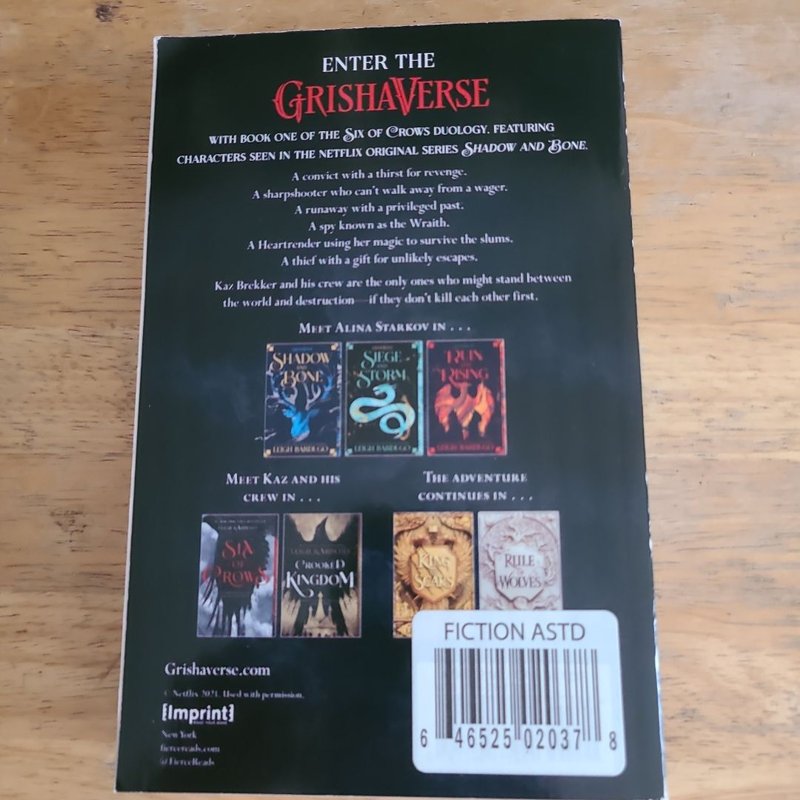 ENTER THE
GRISHAVERSE
WITH BOOK ONE OF THE SIX OF CROWS DUOLOGY, FEATURING
CHARACTERS SEEN IN THE NETFLIX ORIGINAL SERIES SHADOW AND BONE.
A convict with a thirst for revenge.
A sharpshooter who can't walk away from a wager.
A runaway with a privileged past.
A spy known as the Wraith.
A Heartrender using her magic to survive the slums.
A thief with a gift for unlikely escapes.
Kaz Brekker and his crew are the only ones who might stand between
the world and destruction—if they don't kill each other first.
MEET ALINA STARKOV IN . . .
SHADOW
AND
BONE
LEIGH BARDUGO
SIEGE
AND
STORM
LEIGH BARDUGO
RUIN
RISING
LEIGH BARDUGO
MEET KAZ AND HIS
CREW IN . . .
THE ADVENTURE
CONTINUES IN . . .
SIX
OF
CROWS
LEIGH BARDUGO
CROOKED
KINGDOM
KING
OF
SCARS
RULE
OF
WOLVES
FICTION ASTD
6 46525 02037 8
Grishaverse.com
© Netflix 2021. Used with permission.
[Imprint]
New York
fiercereads.com
@FierceReads